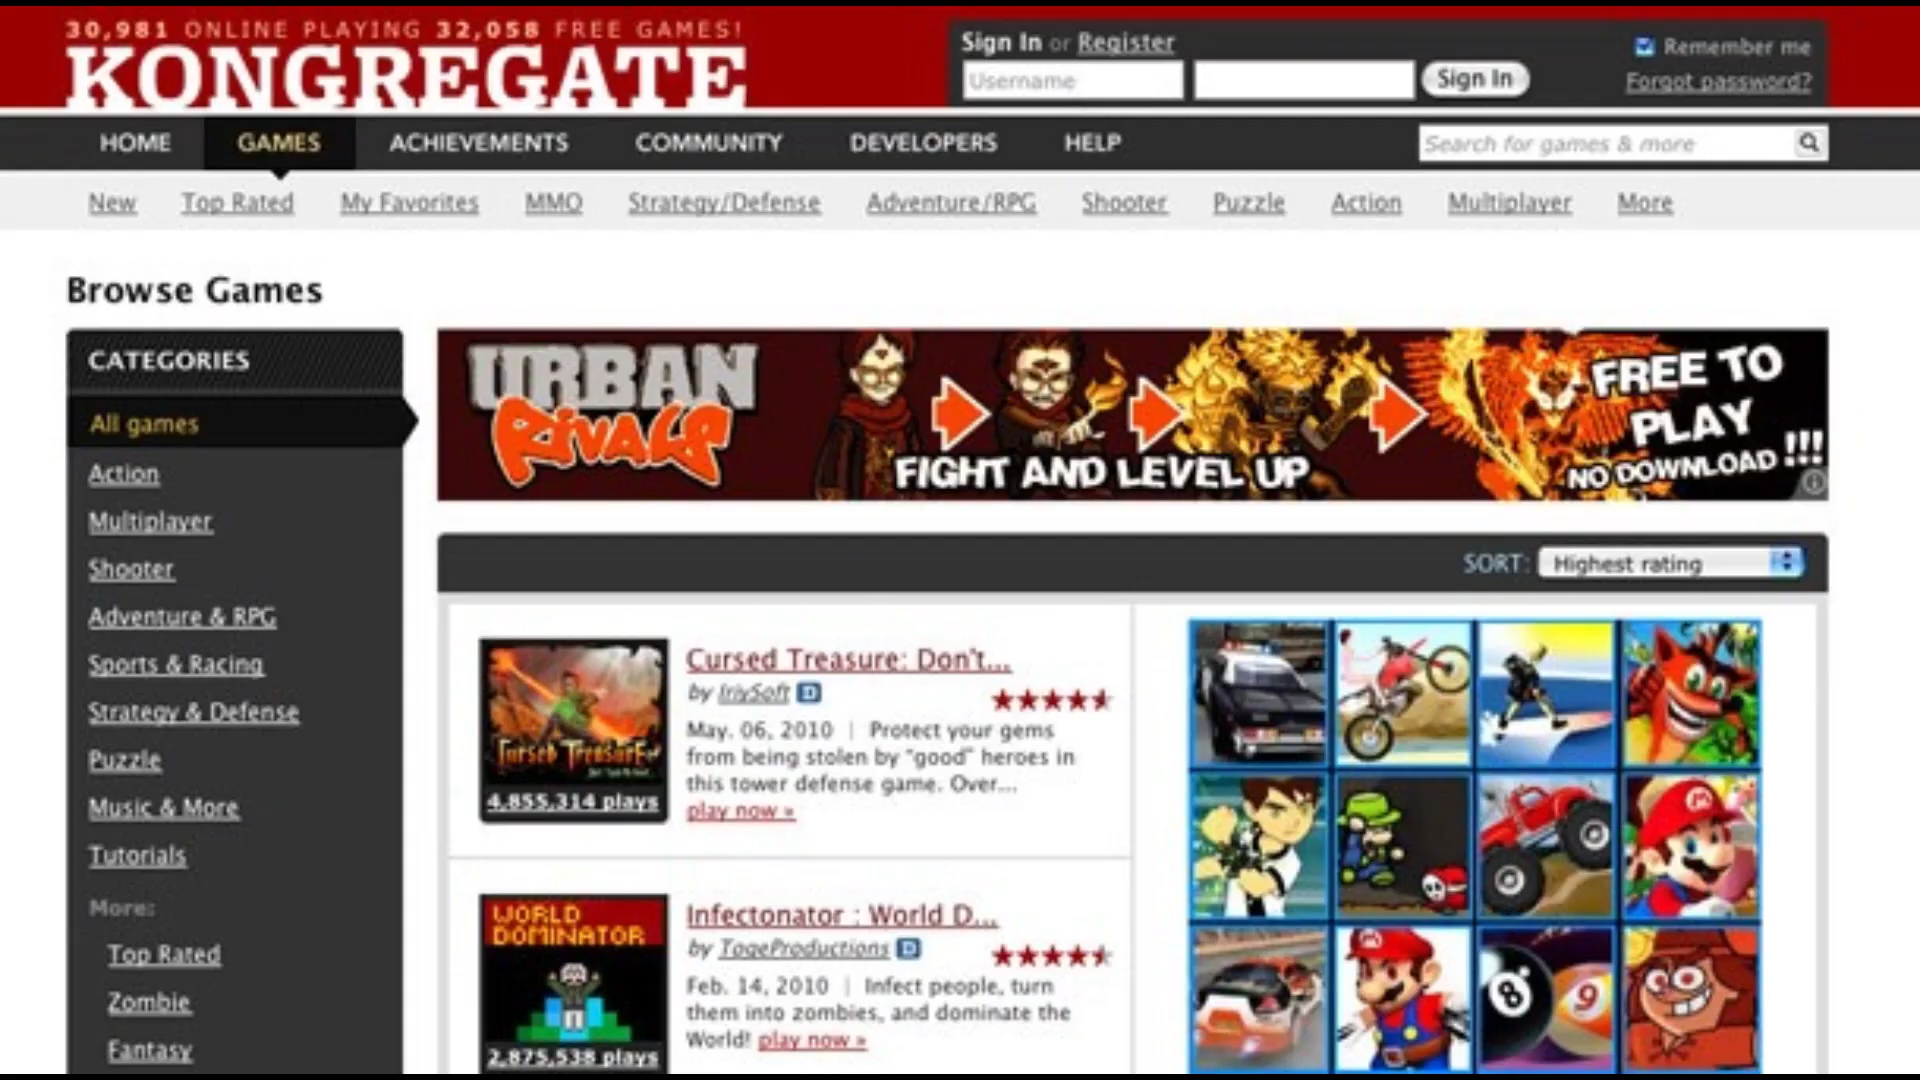 30,981 ONLINE PLAYING 32,058 FREE GAMES!
KONGREGATE
Sign In or Register
Remember me
Username
Sign In
Forgot password?
HOME GAMES ACHIEVEMENTS COMMUNITY DEVELOPERS HELP
Search for games & more
New Top Rated My Favorites MMO Strategy/Defense Adventure/RPG Shooter Puzzle Action Multiplayer More
Browse Games
CATEGORIES
All games
Action
Multiplayer
Shooter
Adventure & RPG
Sports & Racing
Strategy & Defense
Puzzle
Music & More
Tutorials
More:
Top Rated
Zombie
Fantasy
URBAN
RIVALS
FIGHT AND LEVEL UP
FREE TO
PLAY
NO DOWNLOAD !!!
SORT: Highest rating
Cursed Treasure
4,855,314 plays
Cursed Treasure: Don't...
by IriySoft D
May. 06, 2010 | Protect your gems
from being stolen by "good" heroes in
this tower defense game. Over...
play now »
WORLD
DOMINATOR
2,875,538 plays
Infectonator : World D...
by TogeProductions D
Feb. 14, 2010 | Infect people, turn
them into zombies, and dominate the
World! play now »
M
M
8 9